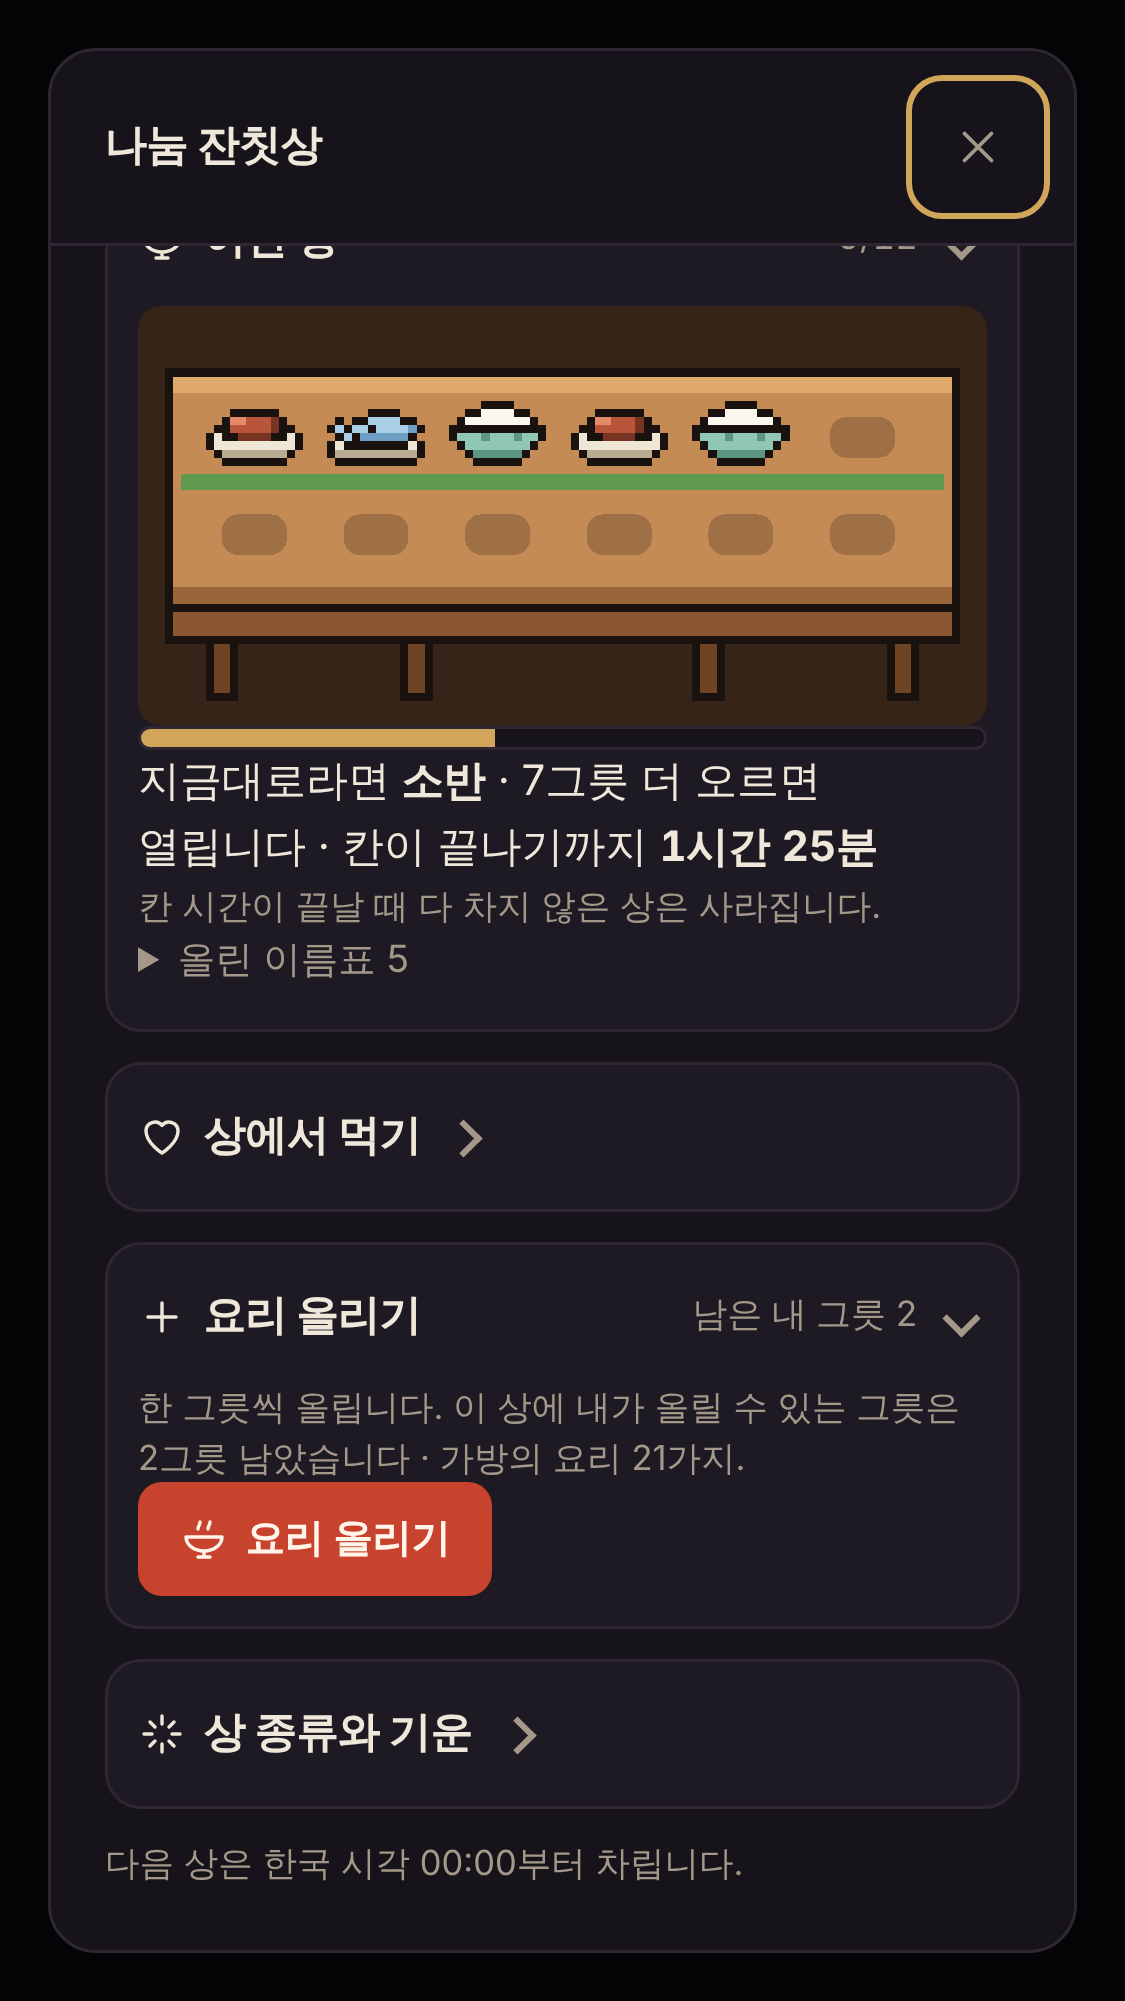 나눔 잔칫상
지금대로라면 소반 · 7그릇 더 오르면
열립니다 · 칸이 끝나기까지 1시간 25분
칸 시간이 끝날 때 다 차지 않은 상은 사라집니다.
▶ 올린 이름표 5
상에서 먹기
요리 올리기
남은 내 그릇 2
한 그릇씩 올립니다. 이 상에 내가 올릴 수 있는 그릇은
2그릇 남았습니다 · 가방의 요리 21가지.
요리 올리기
상 종류와 기운
다음 상은 한국 시각 00:00부터 차립니다.